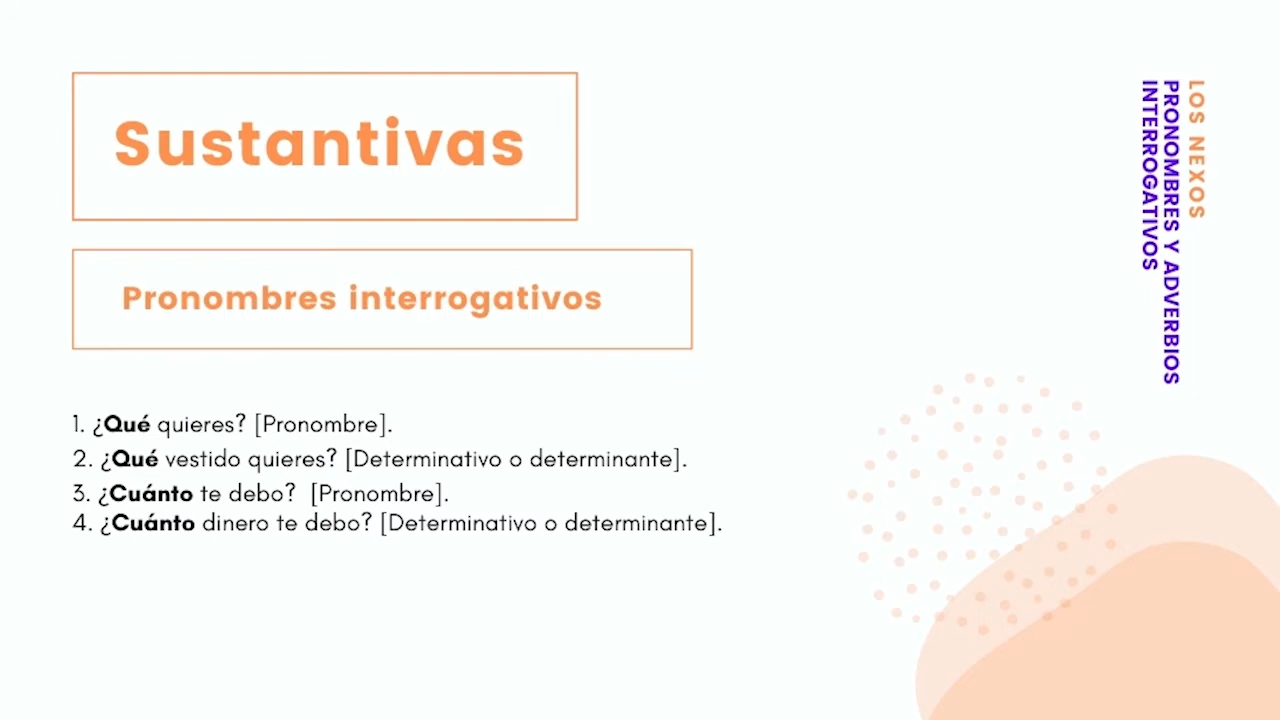 Sustantivas
Pronombres interrogativos
1. ¿Qué quieres? [Pronombre].
2. ¿Qué vestido quieres? [Determinativo o determinante].
3. ¿Cuánto te debo?  [Pronombre].
4. ¿Cuánto dinero te debo? [Determinativo o determinante].
LOS NEXOS
PRONOMBRES Y ADVERBIOS
INTERROGATIVOS